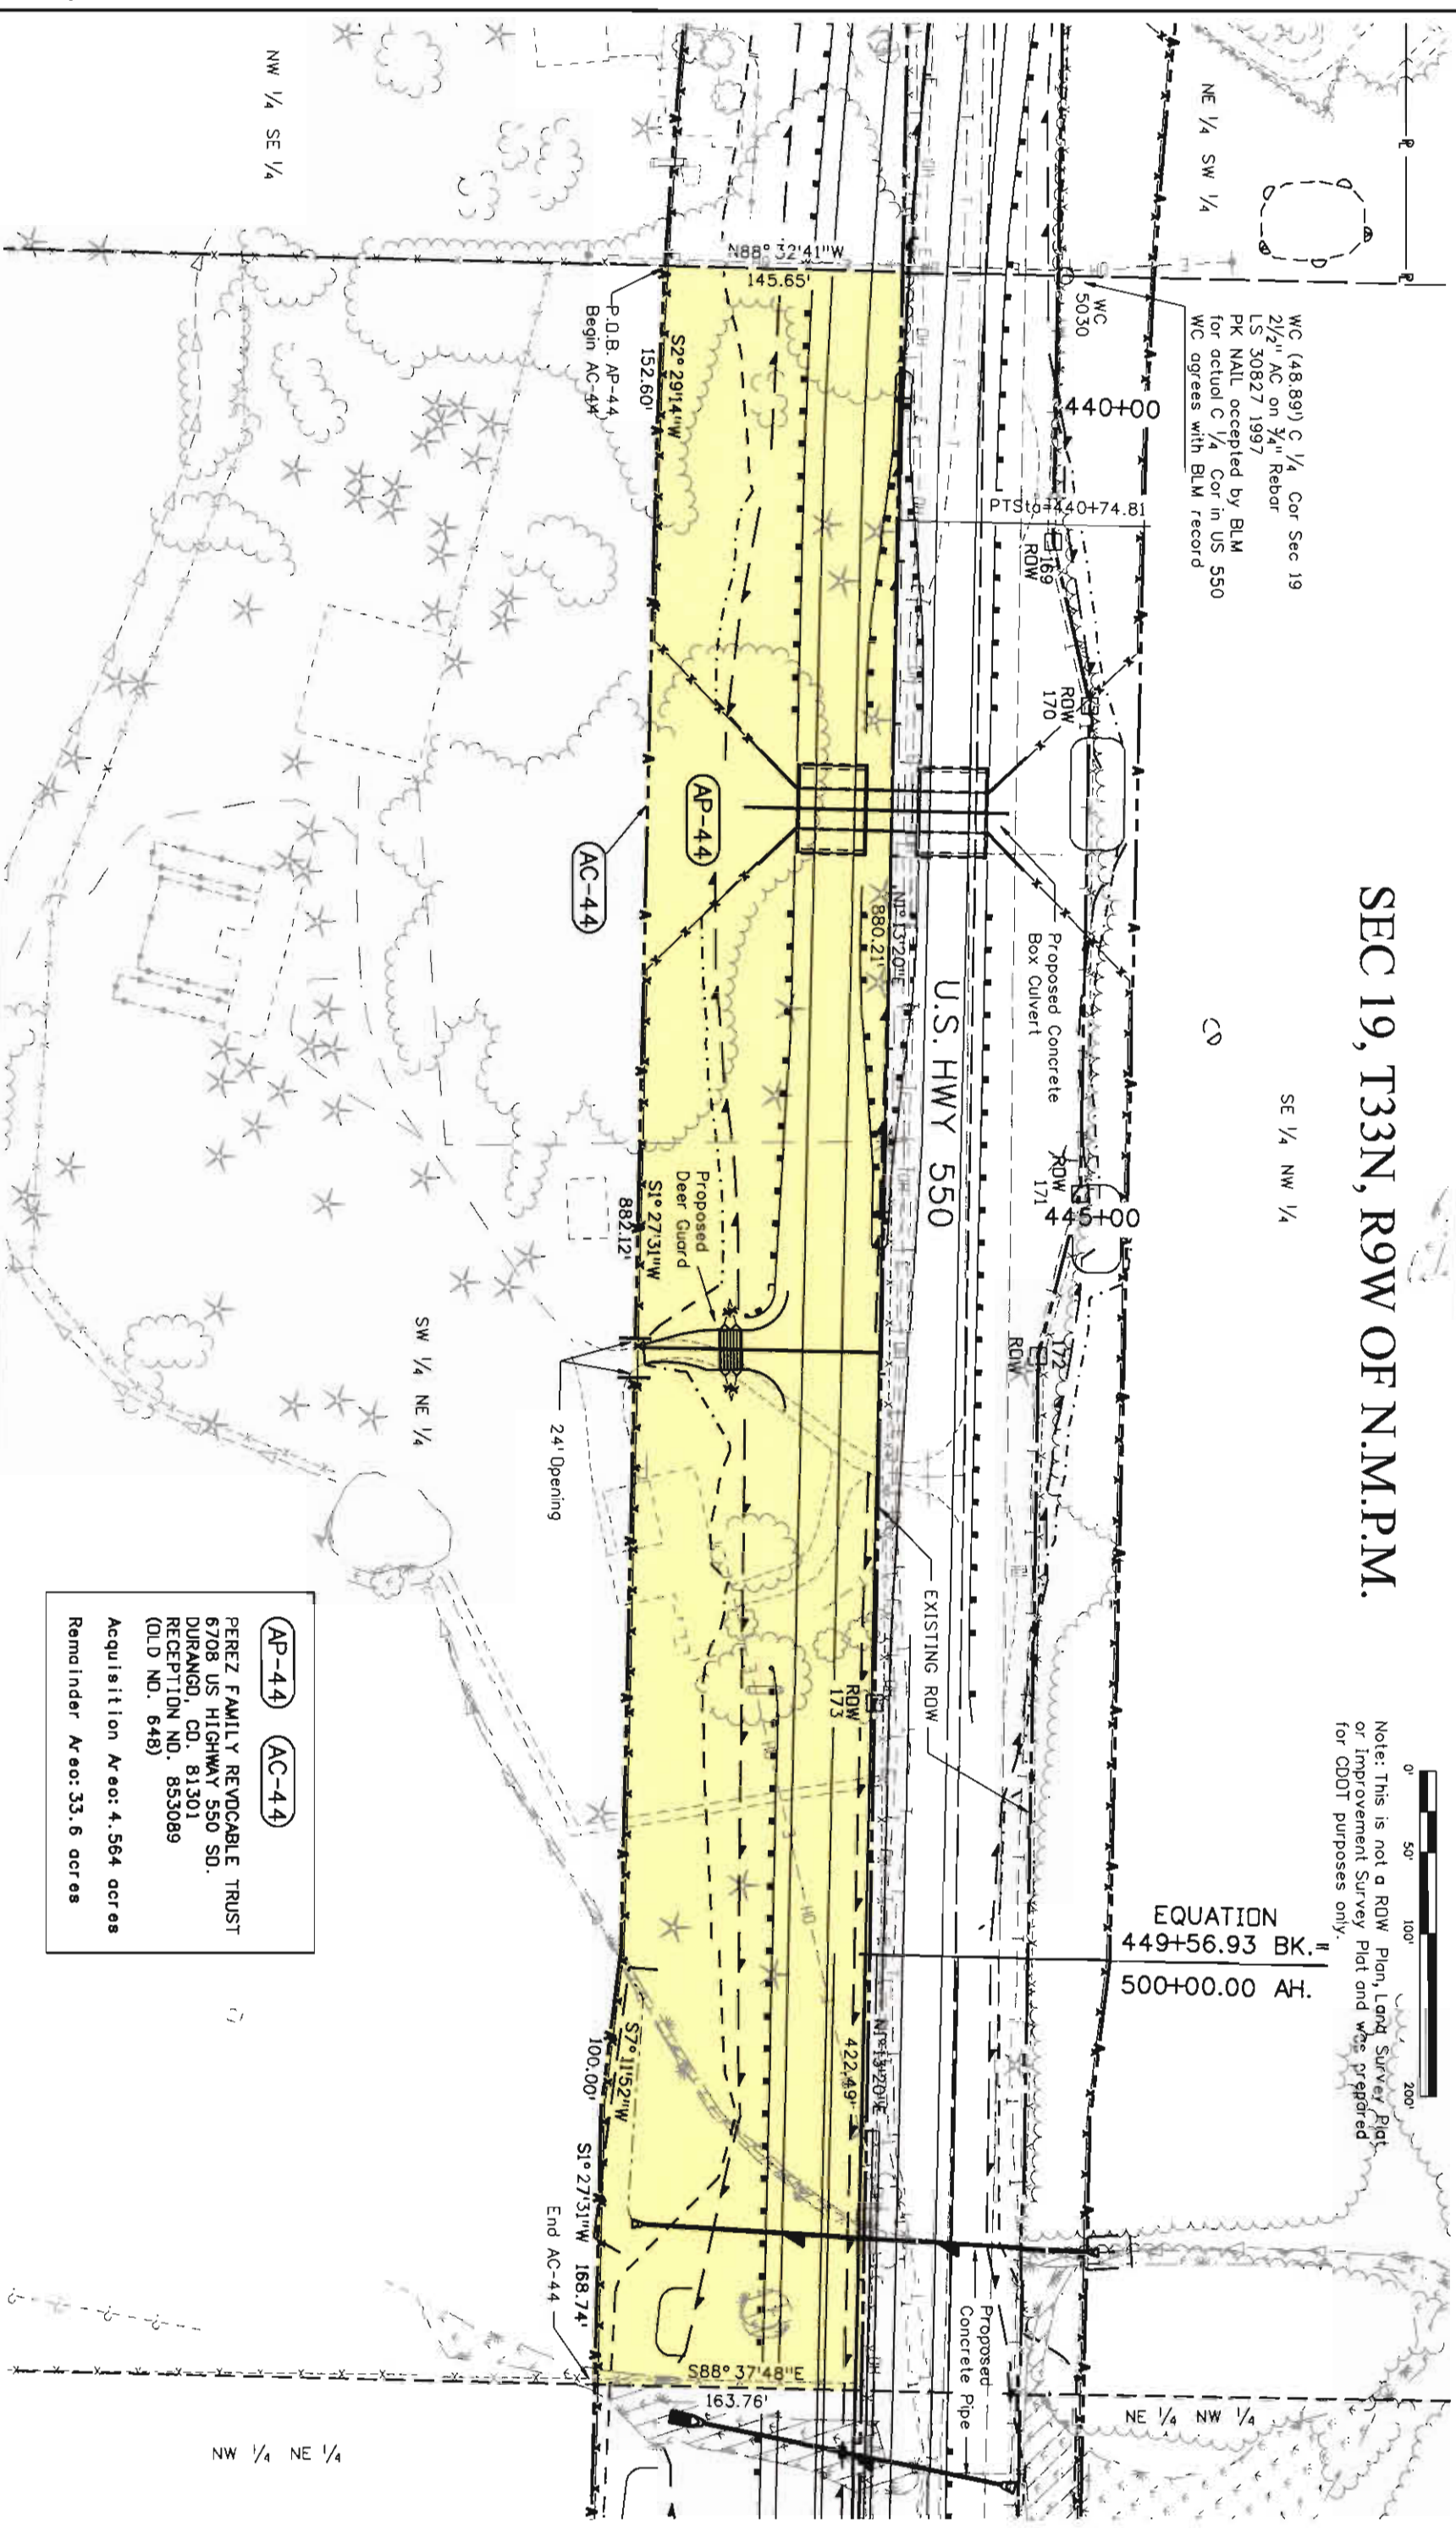 SEC 19, T33N, R9W OF N.M.P.M.
NE 1/4 SW 1/4
SE 1/4 NW 1/4
NE 1/4 NW 1/4
NW 1/4 SE 1/4
SW 1/4 NE 1/4
NW 1/4 NE 1/4
WC (48.89') C 1/4 Cor Sec 19
2 1/2" AC on 3/4" Rebar
LS 30827 1997
PK NAIL accepted by BLM
for actual C 1/4 Cor in US 550
WC agrees with BLM record
WC
5030
0' 50' 100' 200'
Note: This is not a ROW Plan, Land Survey Plat,
or Improvement Survey Plat and was prepared
for CDOT purposes only.
440+00
PTSta=440+74.81
169
ROW
ROW
170
Proposed Concrete
Box Culvert
ROW
171
445+00
172
ROW
U.S. HWY 550
EXISTING ROW
EQUATION
449+56.93 BK.=
500+00.00 AH.
Proposed
Concrete Pipe
N88° 32'41"W
145.65'
N1° 13'20"E
880.21'
ROW
173
N1° 13'20"E
422.49'
S88° 37'48"E
163.76'
AP-44
Proposed
Deer Guard
S2° 29'14"W
152.60'
P.O.B. AP-44
Begin AC-44
AC-44
S1° 27'31"W
882.12'
24' Opening
S7° 11'52"W
100.00'
S1° 27'31"W 168.74'
End AC-44
AP-44 AC-44
PEREZ FAMILY REVOCABLE TRUST
6708 US HIGHWAY 550 SO.
DURANGO, CO. 81301
RECEPTION NO. 853089
(OLD NO. 648)
Acquisition Area: 4.564 acres
Remainder Area: 33.6 acres